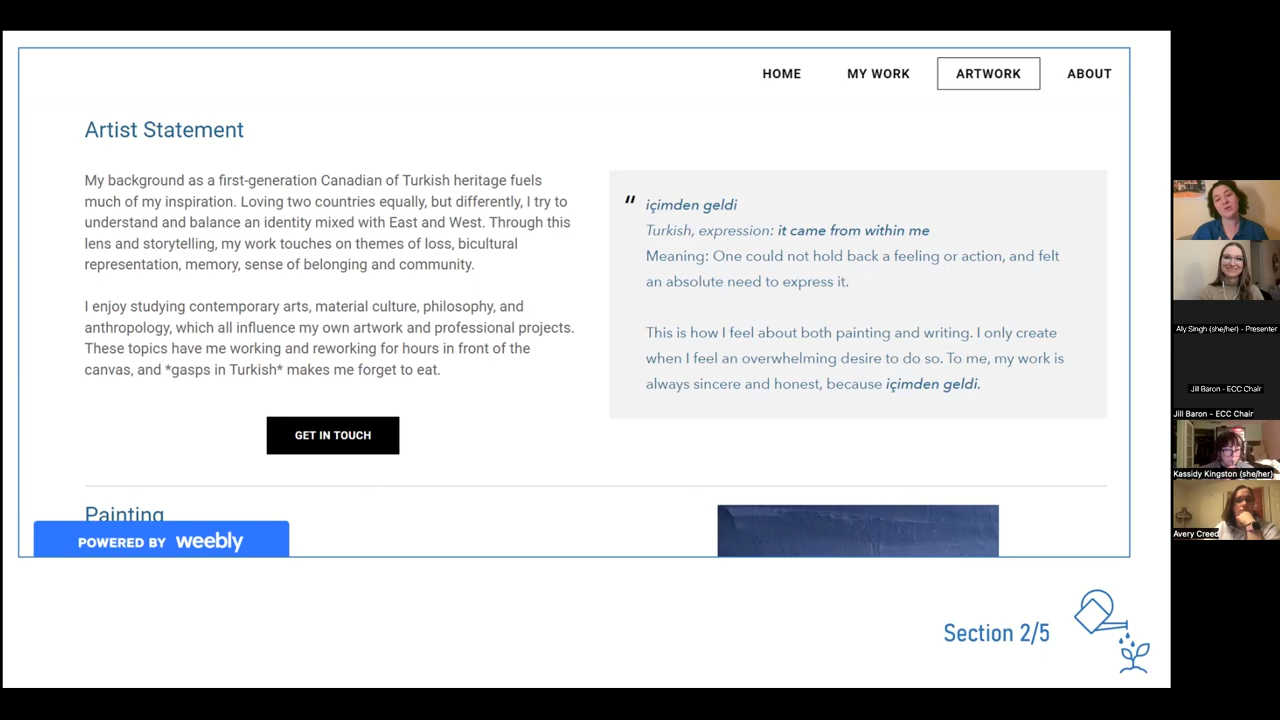 HOME MY WORK ARTWORK ABOUT
Artist Statement
My background as a first-generation Canadian of Turkish heritage fuels
much of my inspiration. Loving two countries equally, but differently, I try to
understand and balance an identity mixed with East and West. Through this
lens and storytelling, my work touches on themes of loss, bicultural
representation, memory, sense of belonging and community.
I enjoy studying contemporary arts, material culture, philosophy, and
anthropology, which all influence my own artwork and professional projects.
These topics have me working and reworking for hours in front of the
canvas, and *gasps in Turkish* makes me forget to eat.
GET IN TOUCH
"
içimden geldi
Turkish, expression: it came from within me
Meaning: One could not hold back a feeling or action, and felt
an absolute need to express it.
This is how I feel about both painting and writing. I only create
when I feel an overwhelming desire to do so. To me, my work is
always sincere and honest, because içimden geldi.
Painting
POWERED BY weebly
Section 2/5
Aly Singh (she/her) - Presenter
Jill Baron - ECC Chair
Jill Baron - ECC Chair
Kassidy Kingston (she/her)
Avery Creed